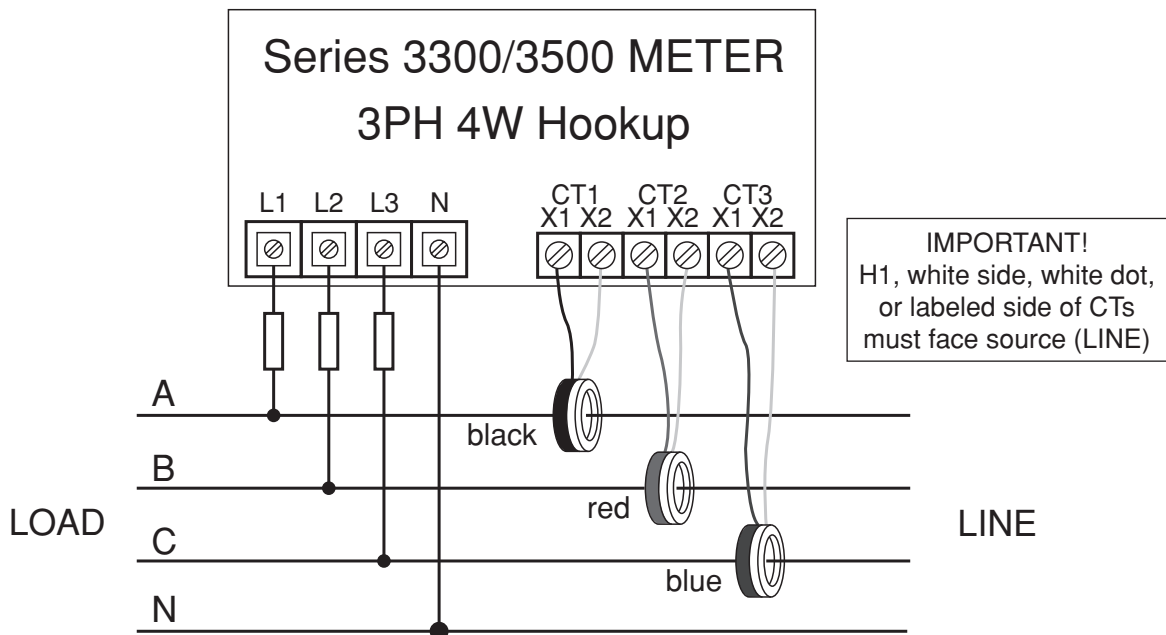 Series 3300/3500 METER
3PH 4W Hookup
L1 L2 L3 N
CT1 CT2 CT3
X1 X2 X1 X2 X1 X2
IMPORTANT!
H1, white side, white dot,
or labeled side of CTs
must face source (LINE)
A
black
B
red
LOAD
LINE
C
blue
N